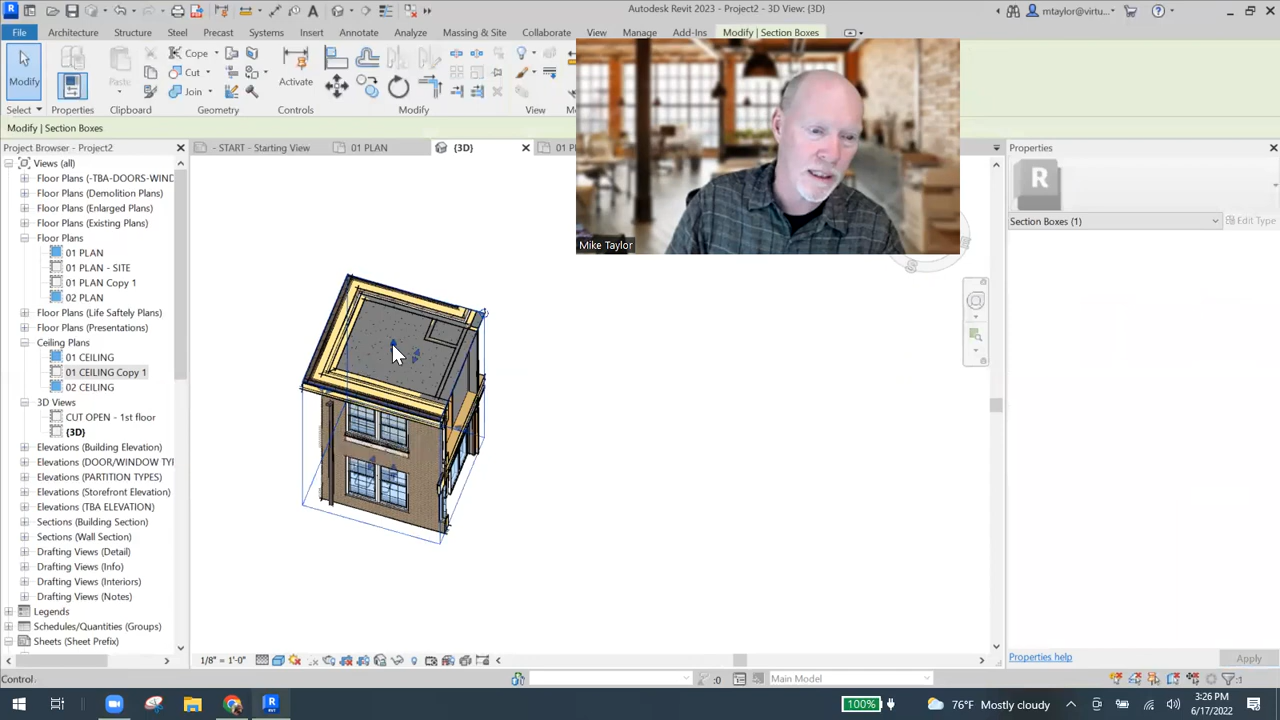 Autodesk Revit 2023 - Project2 - 3D View: {3D}
mtaylor@virtu...
File Architecture Structure Steel Precast Systems Insert Annotate Analyze Massing & Site Collaborate View Manage Add-Ins Modify | Section Boxes
Modify
Paste
Cope
Cut
Join
Activate
Select Properties Clipboard Geometry Controls Modify View
Modify | Section Boxes
Project Browser - Project2
- START - Starting View
01 PLAN
{3D}
01 P
Properties
R
Section Boxes (1)
Edit Type
Mike Taylor
Views (all)
Floor Plans (-TBA-DOORS-WIND
Floor Plans (Demolition Plans)
Floor Plans (Enlarged Plans)
Floor Plans (Existing Plans)
Floor Plans
01 PLAN
01 PLAN - SITE
01 PLAN Copy 1
02 PLAN
Floor Plans (Life Saftely Plans)
Floor Plans (Presentations)
Ceiling Plans
01 CEILING
01 CEILING Copy 1
02 CEILING
3D Views
CUT OPEN - 1st floor
{3D}
Elevations (Building Elevation)
Elevations (DOOR/WINDOW TYI
Elevations (PARTITION TYPES)
Elevations (Storefront Elevation)
Elevations (TBA ELEVATION)
Sections (Building Section)
Sections (Wall Section)
Drafting Views (Detail)
Drafting Views (Info)
Drafting Views (Interiors)
Drafting Views (Notes)
Legends
Schedules/Quantities (Groups)
Sheets (Sheet Prefix)
1/8" = 1'-0"
Properties help
Apply
Control
:0
Main Model
:1
100%
76°F Mostly cloudy
3:26 PM
6/17/2022